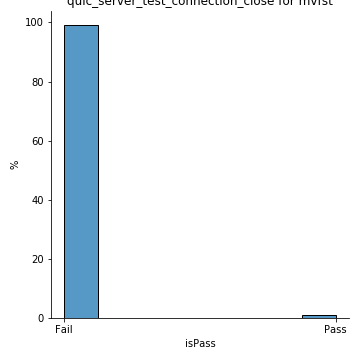 quic_server_test_connection_close for mvfst
100
80
60
40
20
0
%
Fail
Pass
isPass